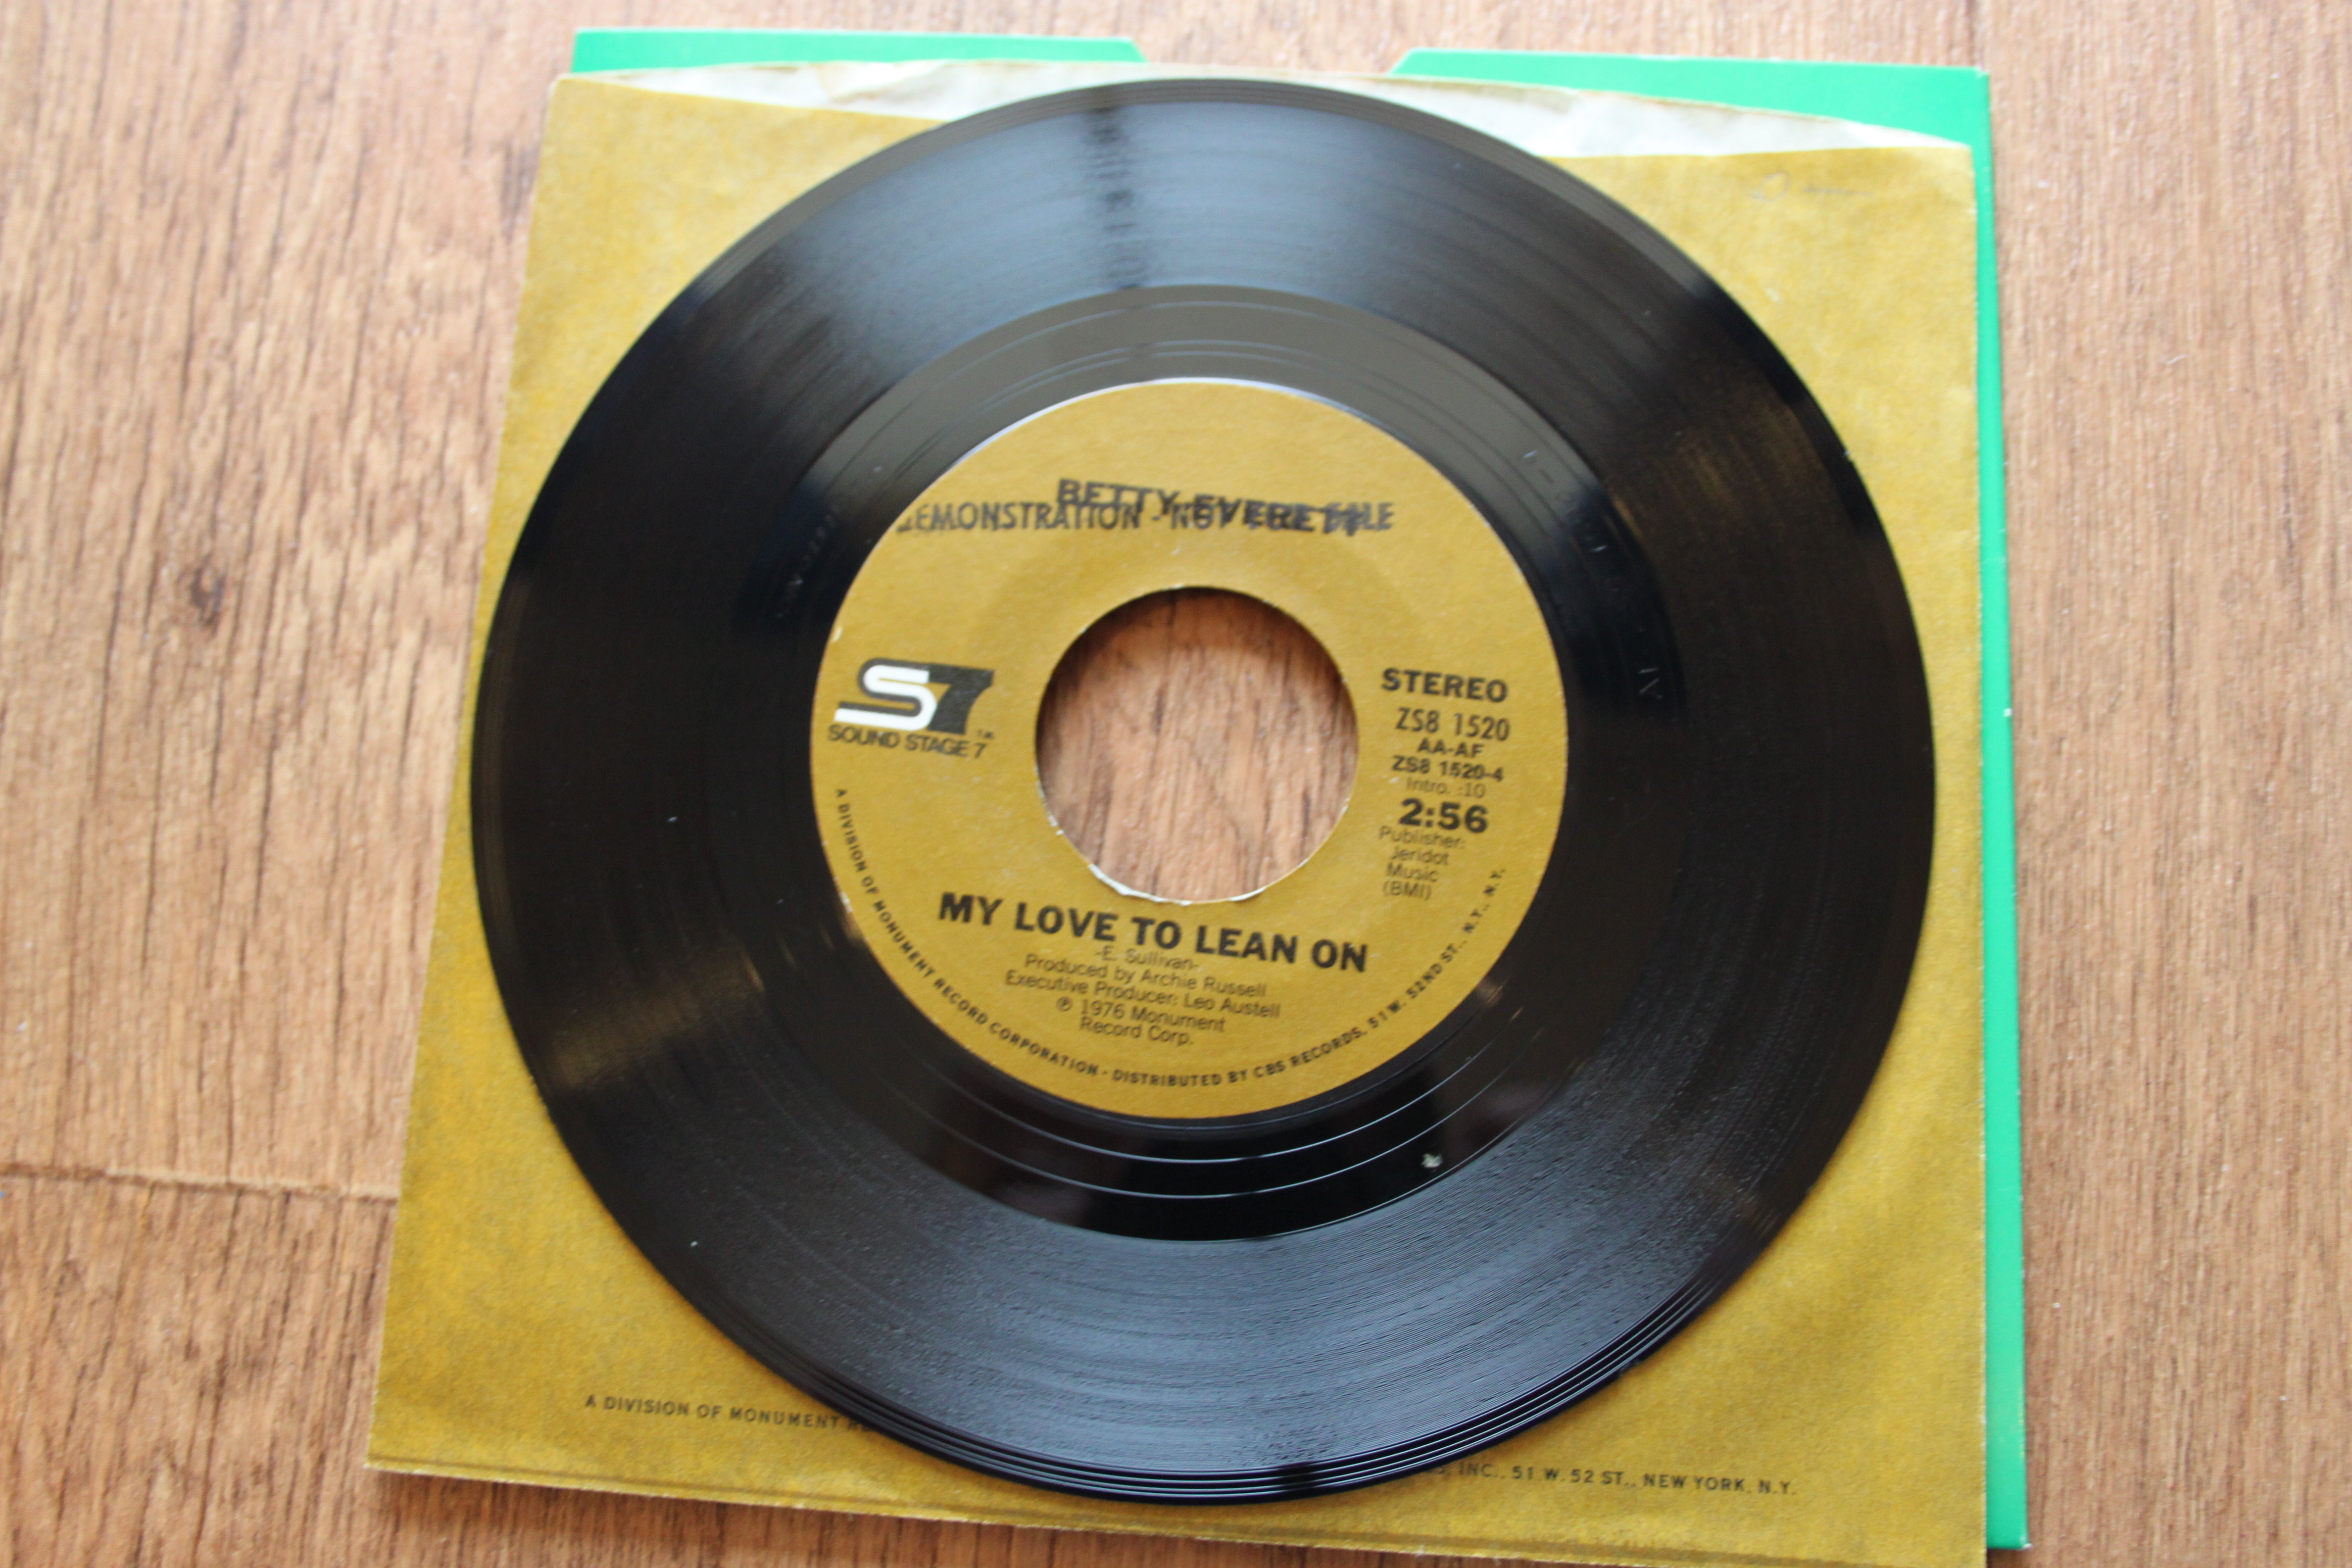 BETTY EVERETT
DEMONSTRATION - NOT FOR SALE
S7
SOUND STAGE 7 T.M.
STEREO
ZS8 1520
AA-AF
ZS8 1520-4
Intro. :10
2:56
Publisher:
Jeridot
Music
(BMI)
MY LOVE TO LEAN ON
-E. Sullivan-
Produced by Archie Russell
Executive Producer: Leo Austell
℗ 1976 Monument
Record Corp.
A DIVISION OF MONUMENT RECORD CORPORATION - DISTRIBUTED BY CBS RECORDS, 51 W. 52ND ST., N.Y., N.Y.
A DIVISION OF MONUMENT
INC., 51 W. 52 ST., NEW YORK, N.Y.